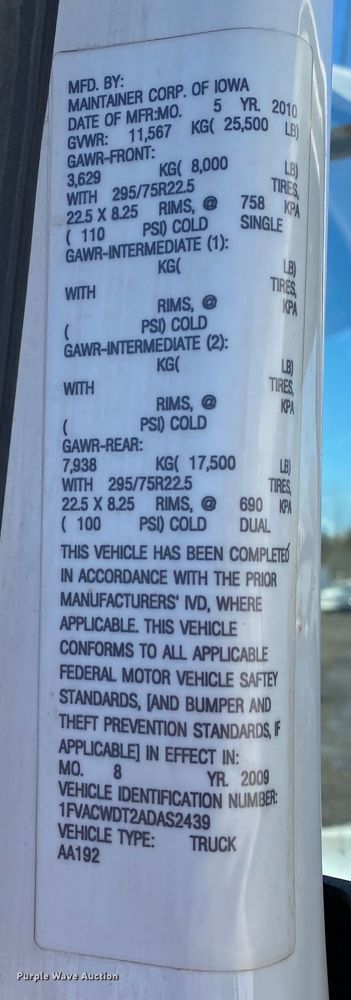 MFD. BY:
MAINTAINER CORP. OF IOWA
DATE OF MFR:MO. 5 YR. 2010
GVWR: 11,567 KG( 25,500 LB)
GAWR-FRONT:
3,629 KG( 8,000 LB)
WITH 295/75R22.5 TIRES,
22.5 X 8.25 RIMS, @ 758 KPA
( 110 PSI) COLD SINGLE
GAWR-INTERMEDIATE (1):
KG( LB)
WITH TIRES,
RIMS, @ KPA
( PSI) COLD
GAWR-INTERMEDIATE (2):
KG( LB)
WITH TIRES,
RIMS, @ KPA
( PSI) COLD
GAWR-REAR:
7,938 KG( 17,500 LB)
WITH 295/75R22.5 TIRES,
22.5 X 8.25 RIMS, @ 690 KPA
( 100 PSI) COLD DUAL
THIS VEHICLE HAS BEEN COMPLETED
IN ACCORDANCE WITH THE PRIOR
MANUFACTURERS' IVD, WHERE
APPLICABLE. THIS VEHICLE
CONFORMS TO ALL APPLICABLE
FEDERAL MOTOR VEHICLE SAFTEY
STANDARDS, [AND BUMPER AND
THEFT PREVENTION STANDARDS, IF
APPLICABLE] IN EFFECT IN:
MO. 8 YR. 2009
VEHICLE IDENTIFICATION NUMBER:
1FVACWDT2ADAS2439
VEHICLE TYPE: TRUCK
AA192
Purple Wave Auction